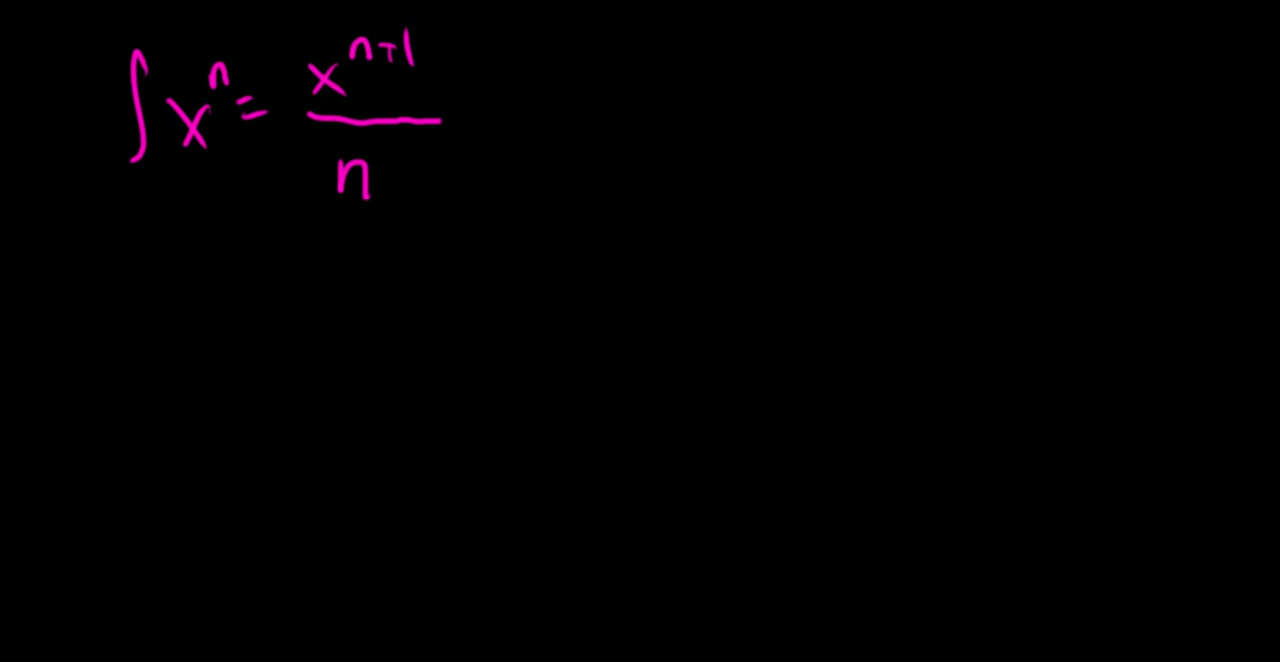 ∫xⁿ = xⁿ⁺¹/n